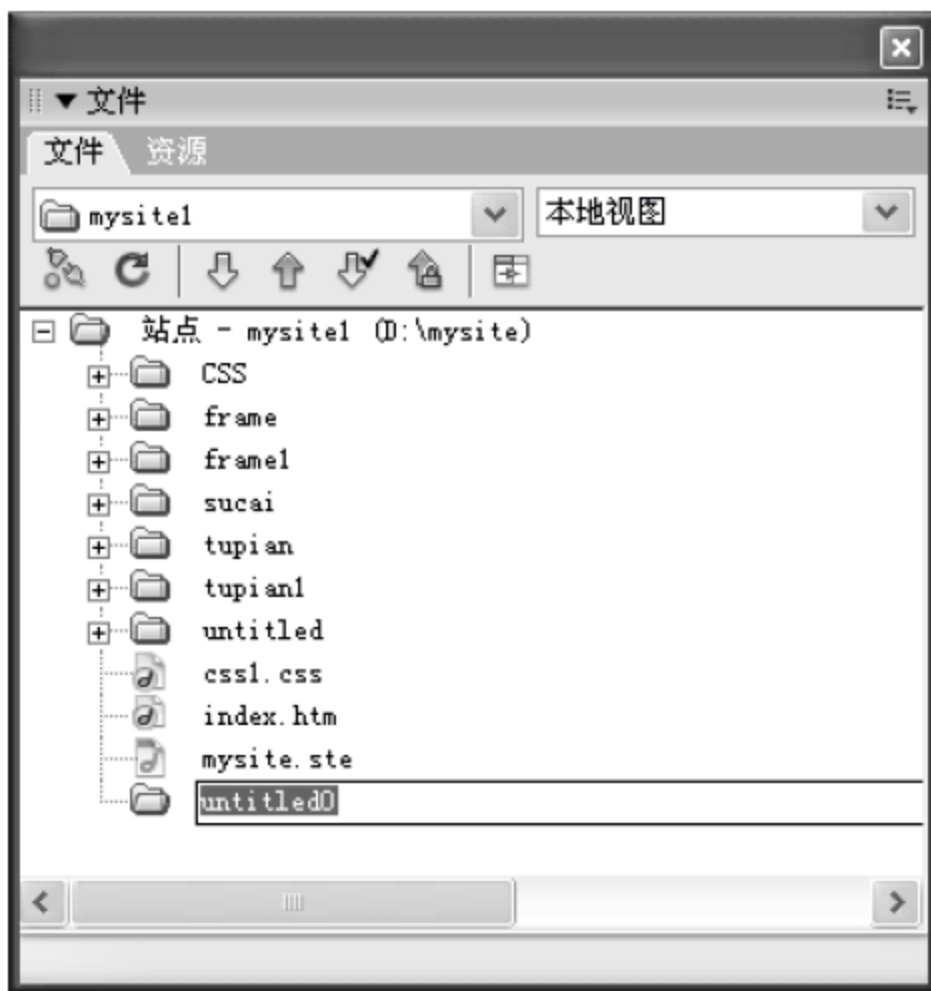 文件
文件 资源
mysite1 本地视图
站点 - mysite1 (D:\mysite)
CSS
frame
frame1
sucai
tupian
tupian1
untitled
css1.css
index.htm
mysite.ste
untitled0